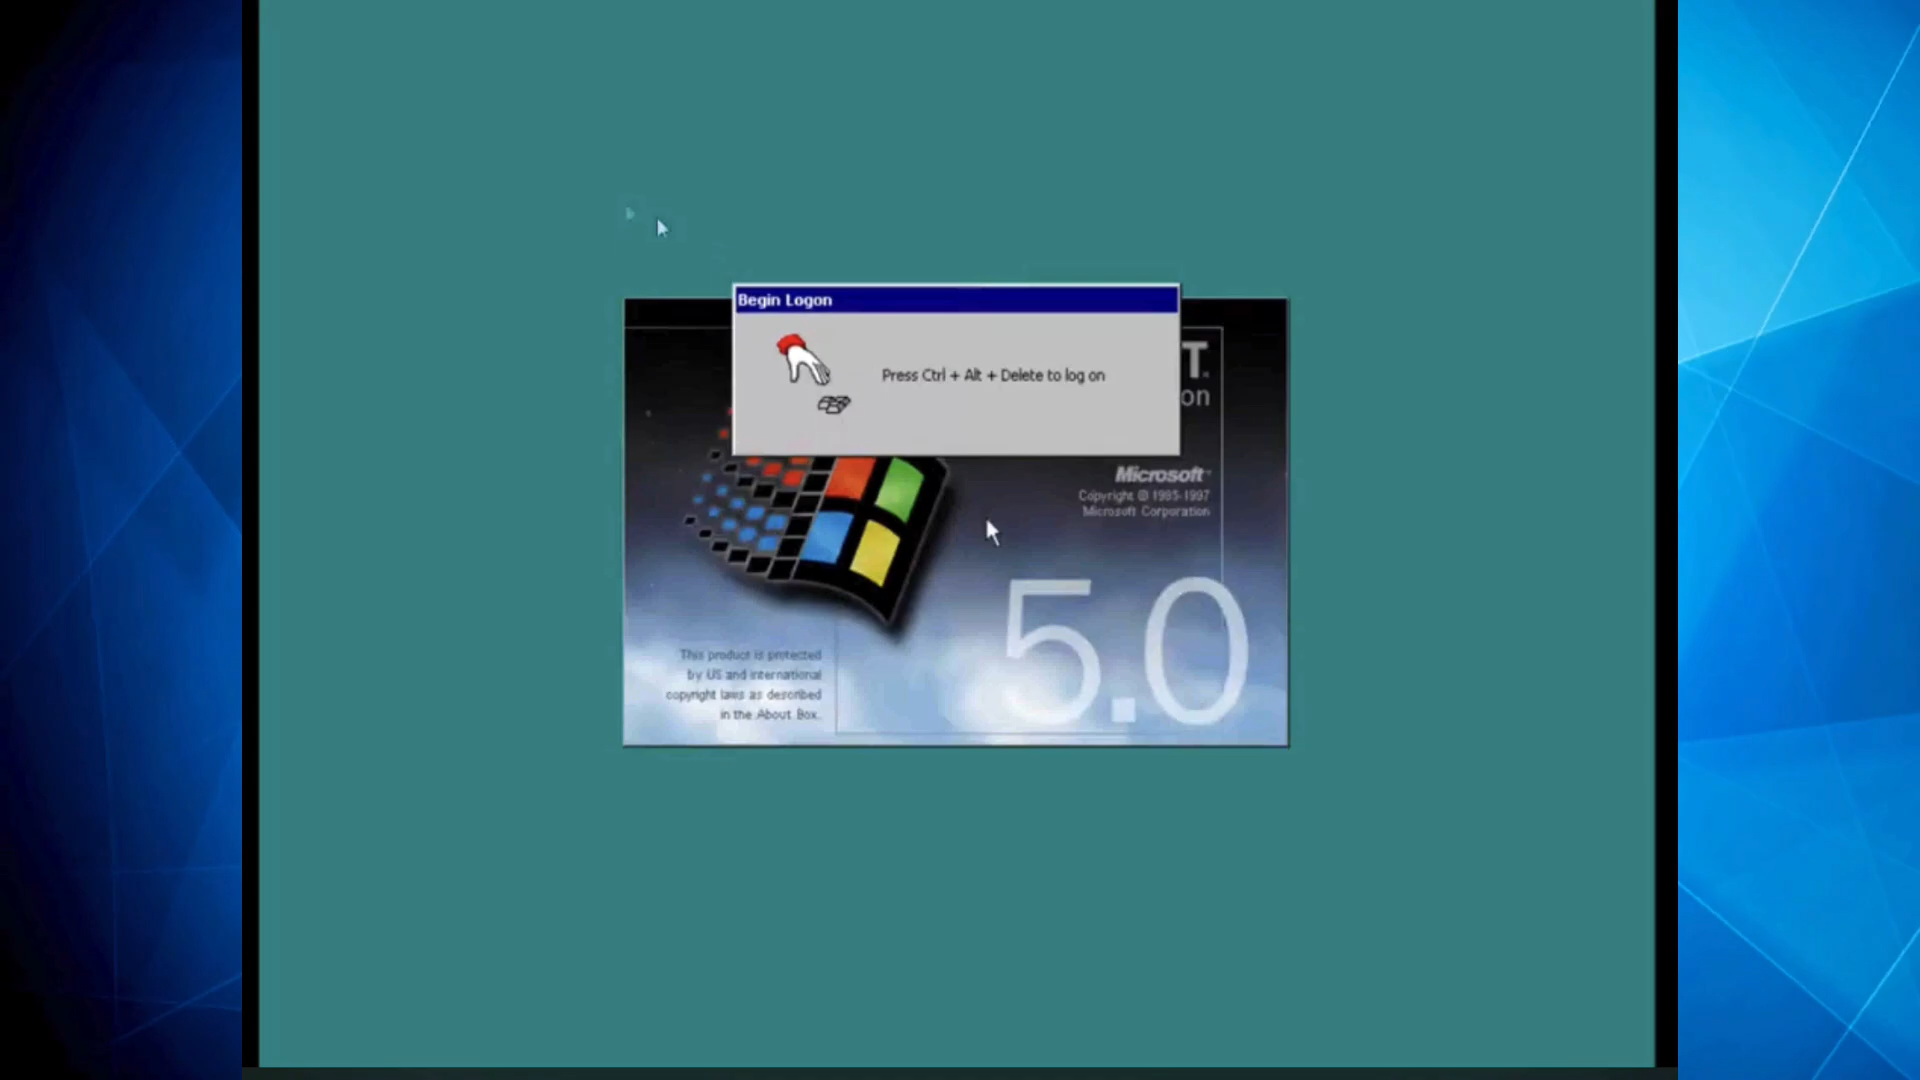 Begin Logon
Press Ctrl + Alt + Delete to log on
T.
on
Microsoft
Copyright © 1985-1997
Microsoft Corporation
5.0
This product is protected
by US and international
copyright laws as described
in the About Box.